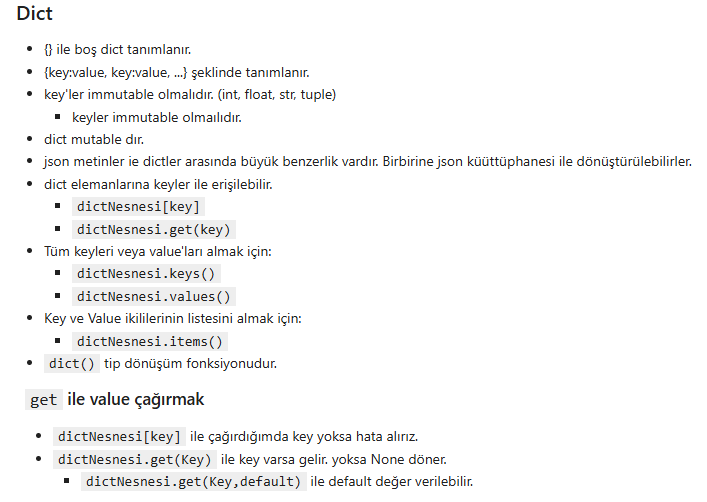 Dict
{} ile boş dict tanımlanır.
{key:value, key:value, ...} şeklinde tanımlanır.
key'ler immutable olmalıdır. (int, float, str, tuple)
keyler immutable olmaılıdır.
dict mutable dır.
json metinler ie dictler arasında büyük benzerlik vardır. Birbirine json küüttüphanesi ile dönüştürülebilirler.
dict elemanlarına keyler ile erişilebilir.
dictNesnesi[key]
dictNesnesi.get(key)
Tüm keyleri veya value'ları almak için:
dictNesnesi.keys()
dictNesnesi.values()
Key ve Value ikililerinin listesini almak için:
dictNesnesi.items()
dict() tip dönüşüm fonksiyonudur.
get ile value çağırmak
dictNesnesi[key] ile çağırdığımda key yoksa hata alırız.
dictNesnesi.get(Key) ile key varsa gelir. yoksa None döner.
dictNesnesi.get(Key,default) ile default değer verilebilir.